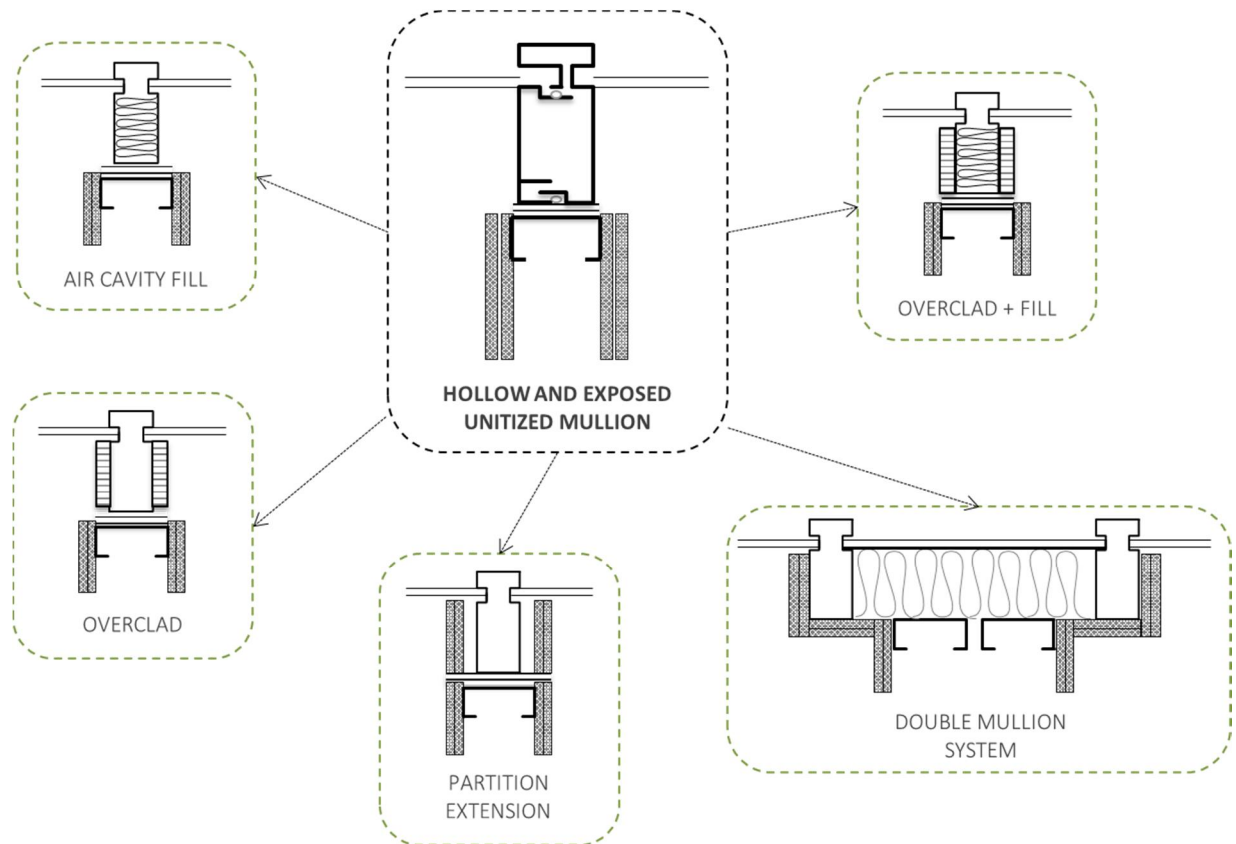 AIR CAVITY FILL
HOLLOW AND EXPOSED
UNITIZED MULLION
OVERCLAD + FILL
OVERCLAD
PARTITION
EXTENSION
DOUBLE MULLION
SYSTEM